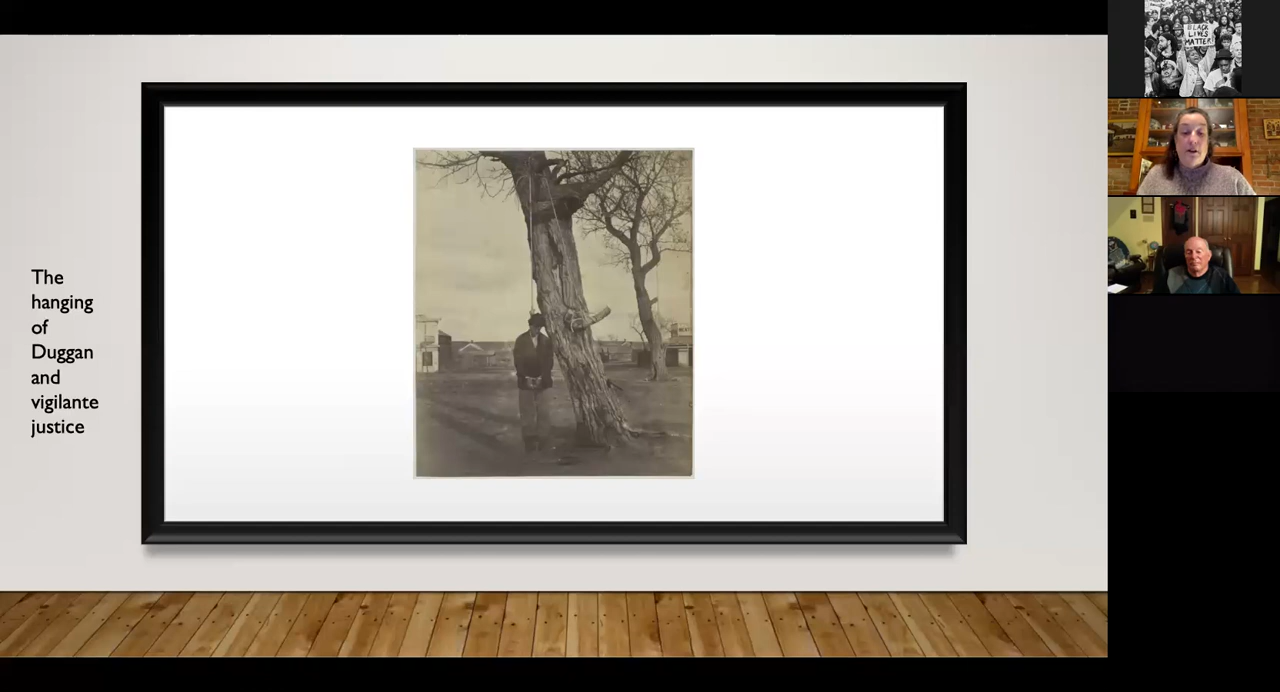 The
hanging
of
Duggan
and
vigilante
justice
BLACK
LIVES
MATTER